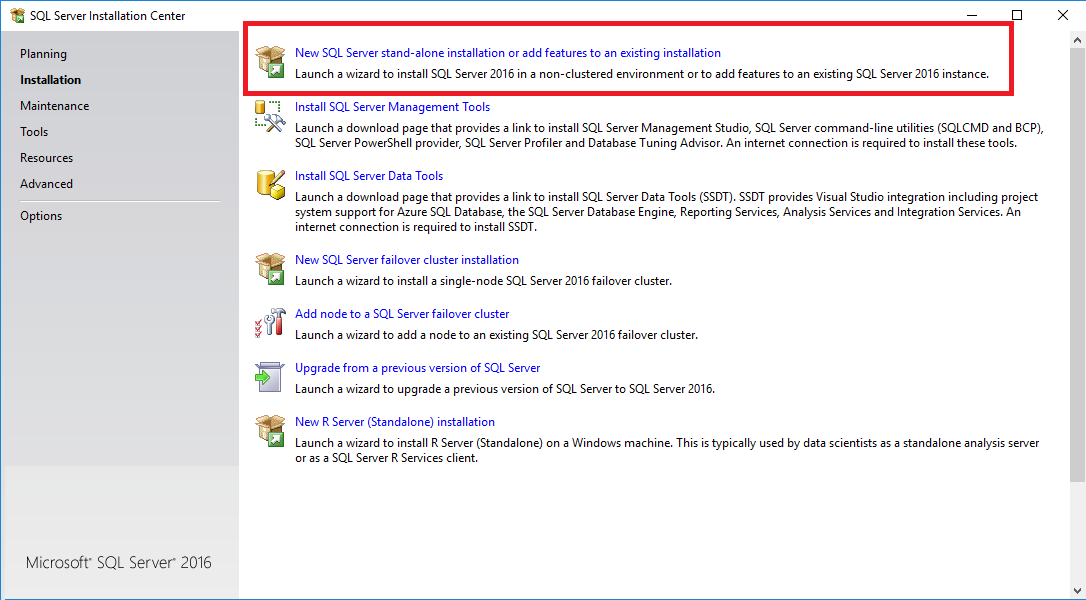 SQL Server Installation Center
Planning
Installation
Maintenance
Tools
Resources
Advanced
Options
Microsoft® SQL Server® 2016
New SQL Server stand-alone installation or add features to an existing installation
Launch a wizard to install SQL Server 2016 in a non-clustered environment or to add features to an existing SQL Server 2016 instance.
Install SQL Server Management Tools
Launch a download page that provides a link to install SQL Server Management Studio, SQL Server command-line utilities (SQLCMD and BCP),
SQL Server PowerShell provider, SQL Server Profiler and Database Tuning Advisor. An internet connection is required to install these tools.
Install SQL Server Data Tools
Launch a download page that provides a link to install SQL Server Data Tools (SSDT). SSDT provides Visual Studio integration including project
system support for Azure SQL Database, the SQL Server Database Engine, Reporting Services, Analysis Services and Integration Services. An
internet connection is required to install SSDT.
New SQL Server failover cluster installation
Launch a wizard to install a single-node SQL Server 2016 failover cluster.
Add node to a SQL Server failover cluster
Launch a wizard to add a node to an existing SQL Server 2016 failover cluster.
Upgrade from a previous version of SQL Server
Launch a wizard to upgrade a previous version of SQL Server to SQL Server 2016.
New R Server (Standalone) installation
Launch a wizard to install R Server (Standalone) on a Windows machine. This is typically used by data scientists as a standalone analysis server
or as a SQL Server R Services client.